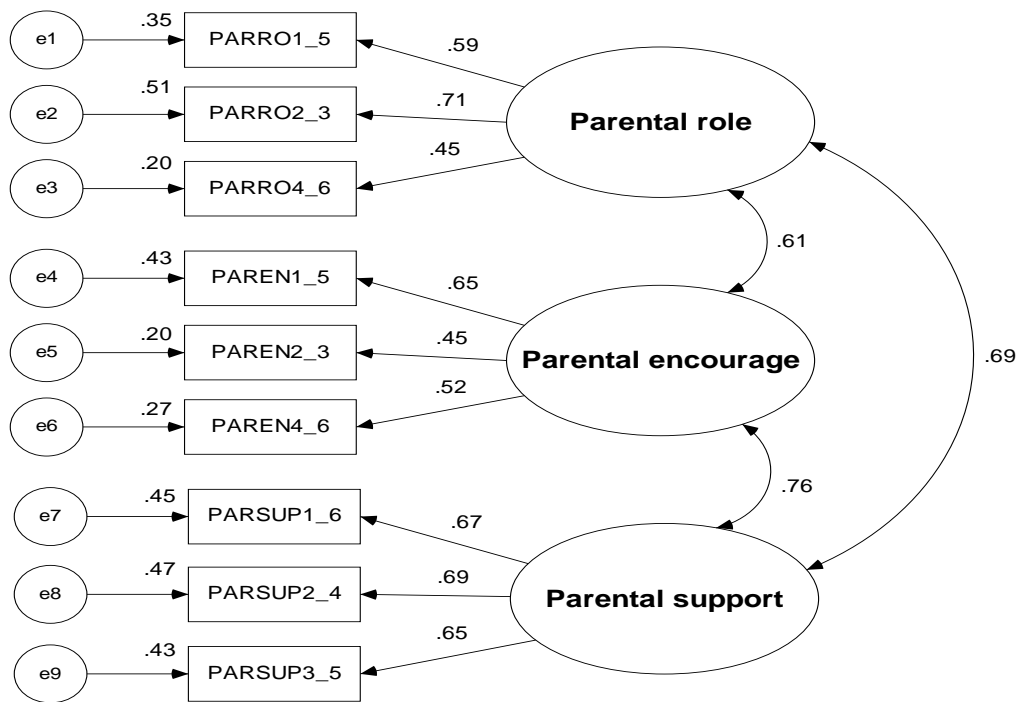 e1 .35 PARRO1_5 .59
e2 .51 PARRO2_3 .71 Parental role
e3 .20 PARRO4_6 .45
.61
e4 .43 PAREN1_5 .65
e5 .20 PAREN2_3 .45 Parental encourage .69
e6 .27 PAREN4_6 .52
.76
e7 .45 PARSUP1_6 .67
e8 .47 PARSUP2_4 .69 Parental support
e9 .43 PARSUP3_5 .65